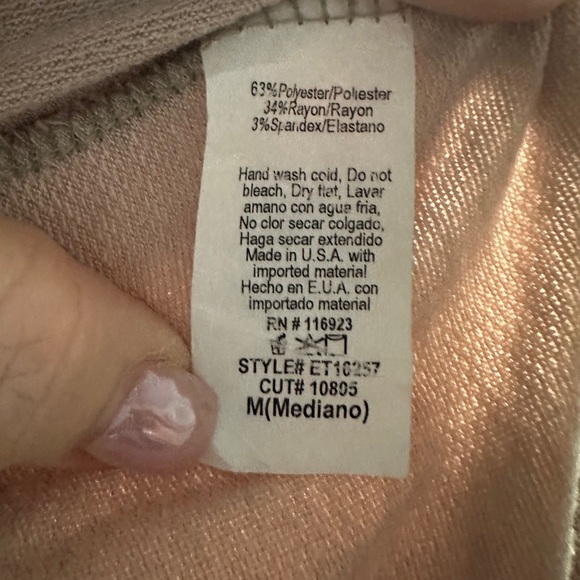 63%Polyester/Poliester
34%Rayon/Rayon
3%Spandex/Elastano
Hand wash cold, Do not
bleach, Dry flat, Lavar
amano con agua fria,
No clor secar colgado,
Haga secar extendido
Made in U.S.A. with
imported material
Hecho en E.U.A. con
importado material
RN # 116923
STYLE# ET16257
CUT# 10805
M(Mediano)